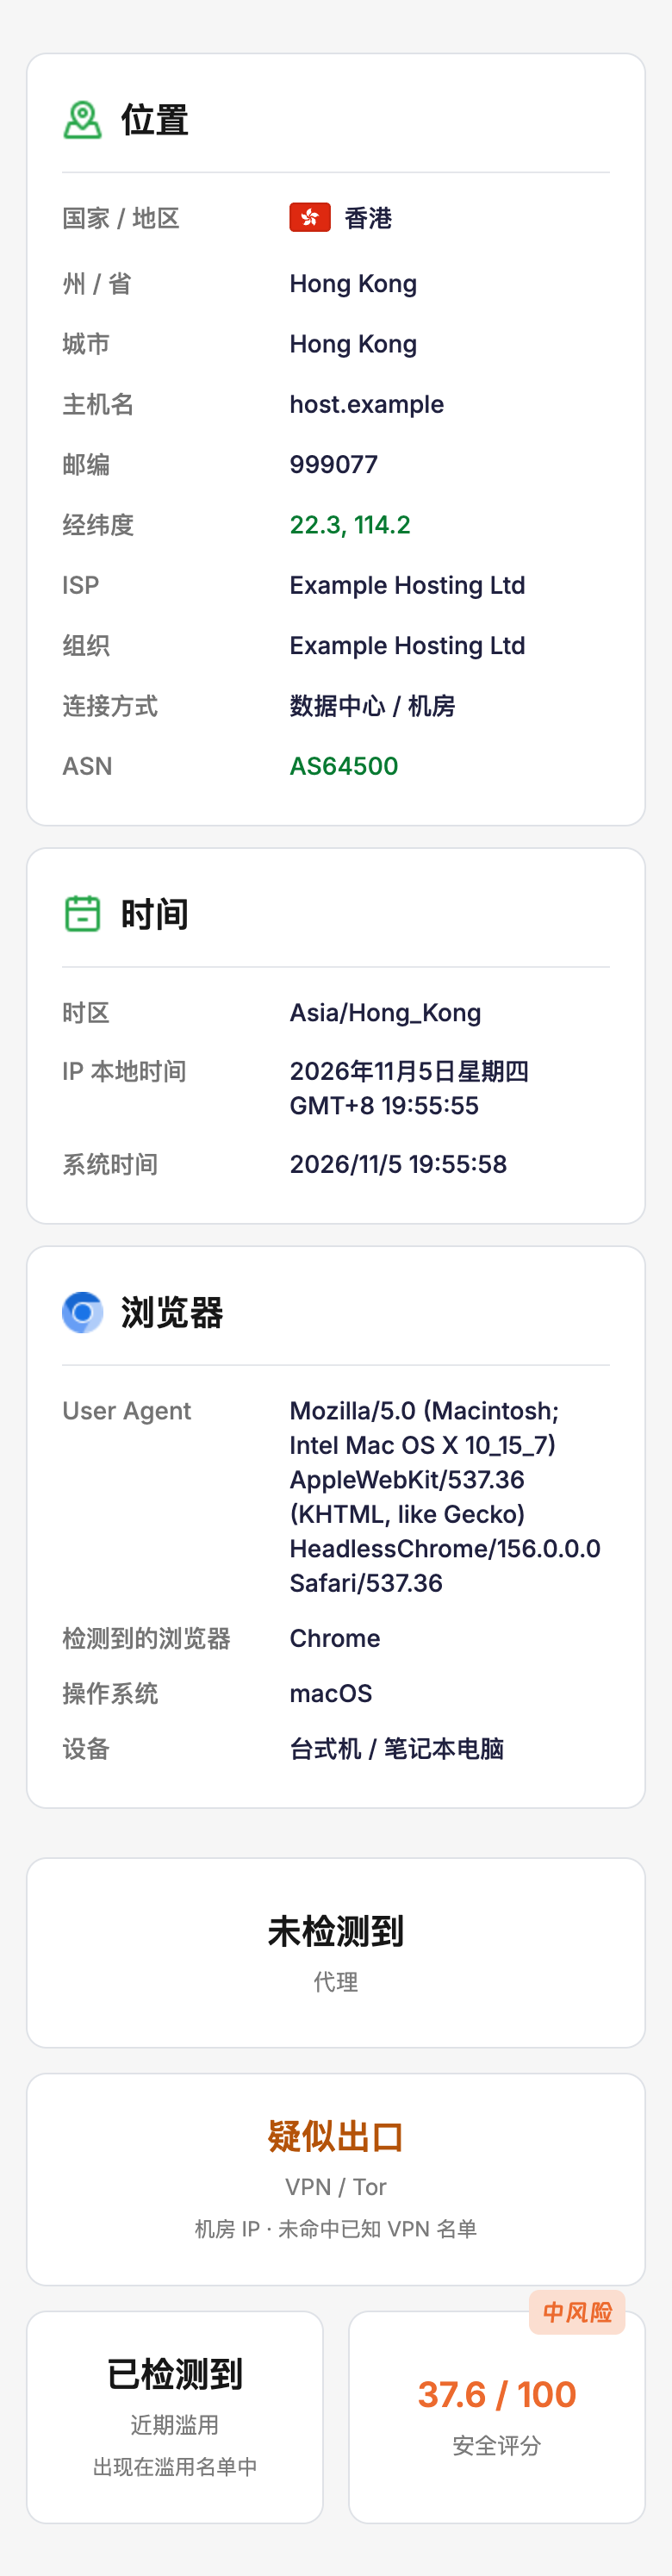 位置
国家 / 地区
香港
州 / 省
Hong Kong
城市
Hong Kong
主机名
host.example
邮编
999077
经纬度
22.3, 114.2
ISP
Example Hosting Ltd
组织
Example Hosting Ltd
连接方式
数据中心 / 机房
ASN
AS64500
时间
时区
Asia/Hong_Kong
IP 本地时间
2026年11月5日星期四
GMT+8 19:55:55
系统时间
2026/11/5 19:55:58
浏览器
User Agent
Mozilla/5.0 (Macintosh;
Intel Mac OS X 10_15_7)
AppleWebKit/537.36
(KHTML, like Gecko)
HeadlessChrome/156.0.0.0
Safari/537.36
检测到的浏览器
Chrome
操作系统
macOS
设备
台式机 / 笔记本电脑
未检测到
代理
疑似出口
VPN / Tor
机房 IP · 未命中已知 VPN 名单
已检测到
近期滥用
出现在滥用名单中
中风险
37.6 / 100
安全评分